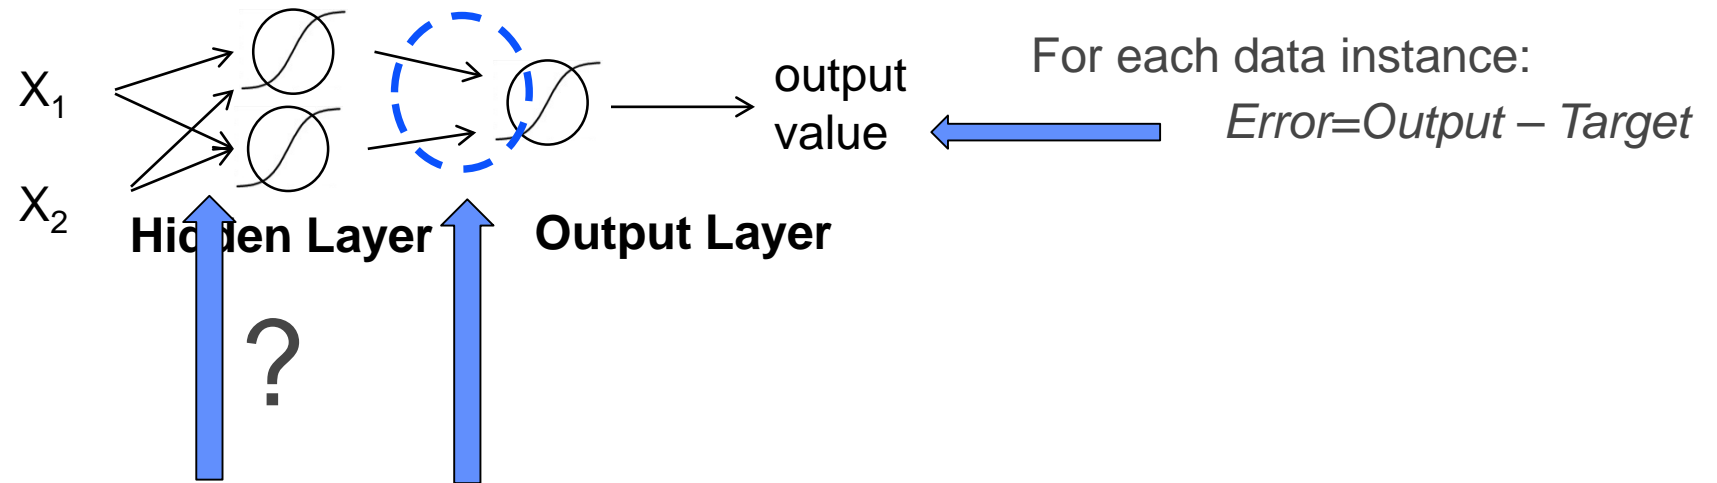 X1
X2
Hidden Layer
Output Layer
output
value
For each data instance:
Error=Output – Target
?